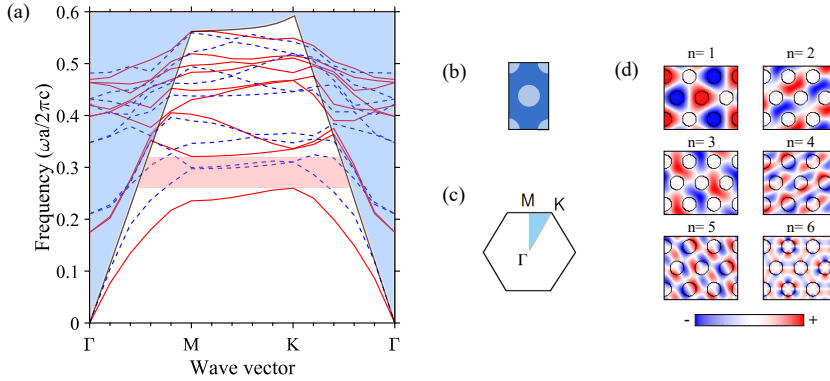 (a)
0.6
0.5
0.4
0.3
0.2
0.1
0
Frequency (ωa/2πc)
Γ
M
K
Γ
Wave vector
(b)
(c)
M
K
Γ
(d)
n= 1
n= 2
n= 3
n= 4
n= 5
n= 6
-
+